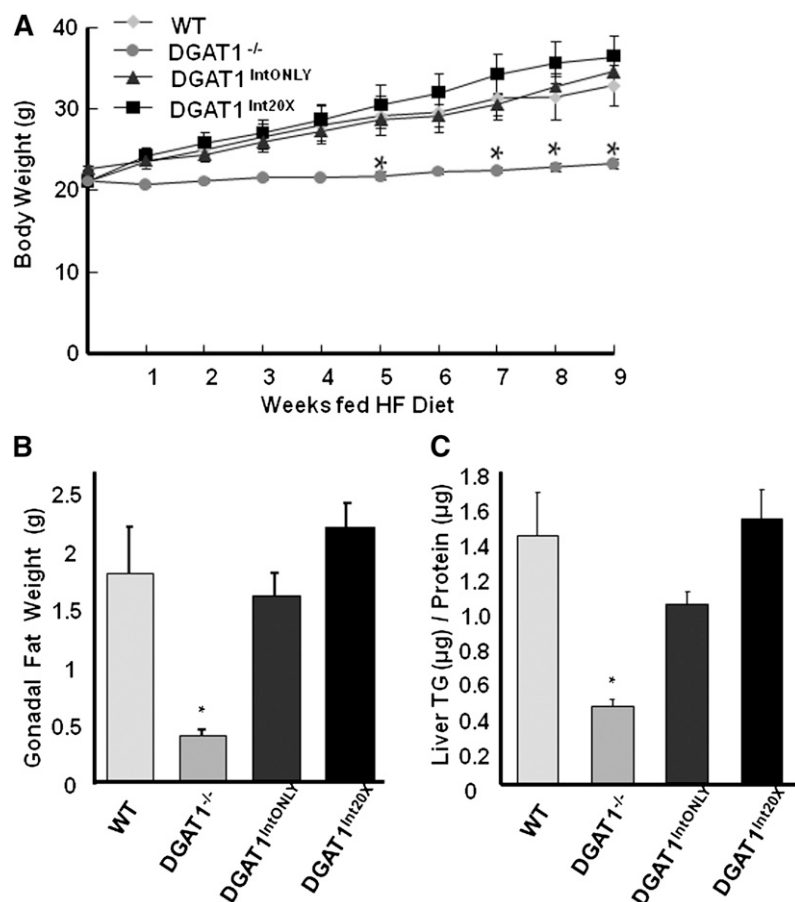 A
WT
DGAT1-/-
DGAT1IntONLY
DGAT1Int20X
Body Weight (g)
40
30
20
10
0
* * * *
1 2 3 4 5 6 7 8 9
Weeks fed HF Diet
B
Gonadal Fat Weight (g)
2.5
2
1.5
1
0.5
0
*
WT
DGAT1-/-
DGAT1IntONLY
DGAT1Int20X
C
Liver TG (µg) / Protein (µg)
1.8
1.6
1.4
1.2
1.0
0.8
0.6
0.4
0.2
0
*
WT
DGAT1-/-
DGAT1IntONLY
DGAT1Int20X